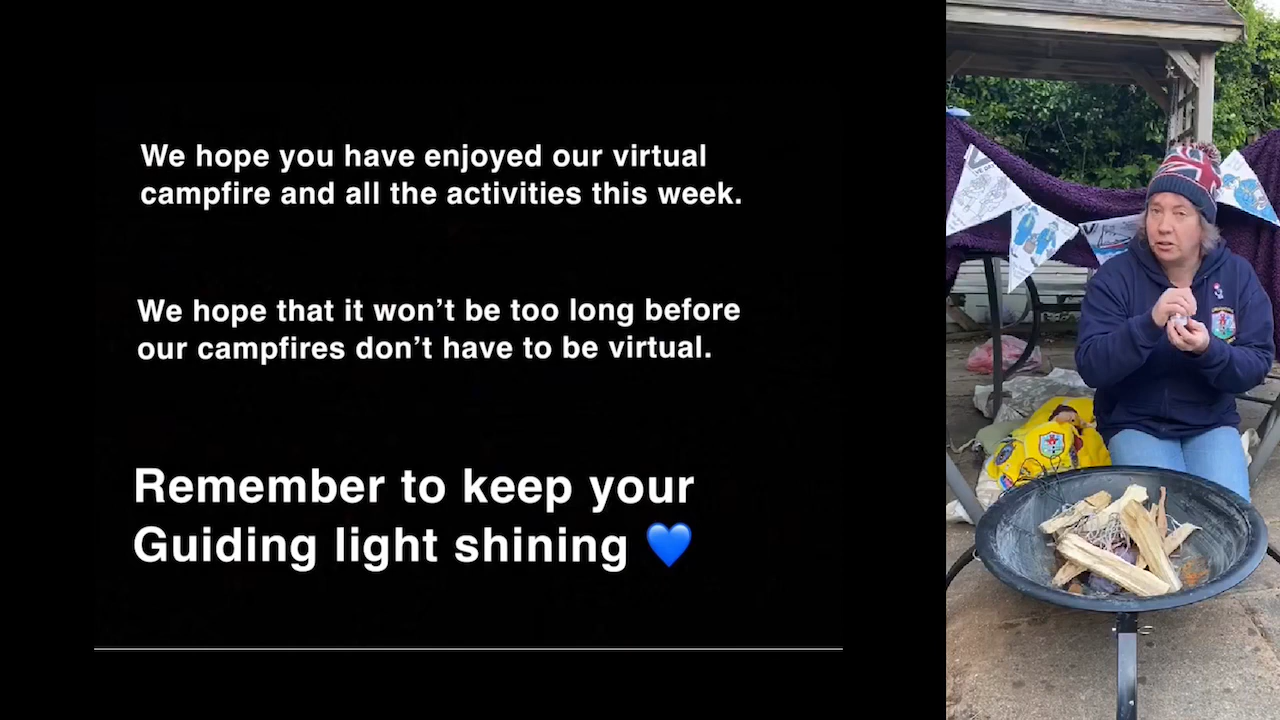 We hope you have enjoyed our virtual
campfire and all the activities this week.
We hope that it won’t be too long before
our campfires don’t have to be virtual.
Remember to keep your
Guiding light shining 💙